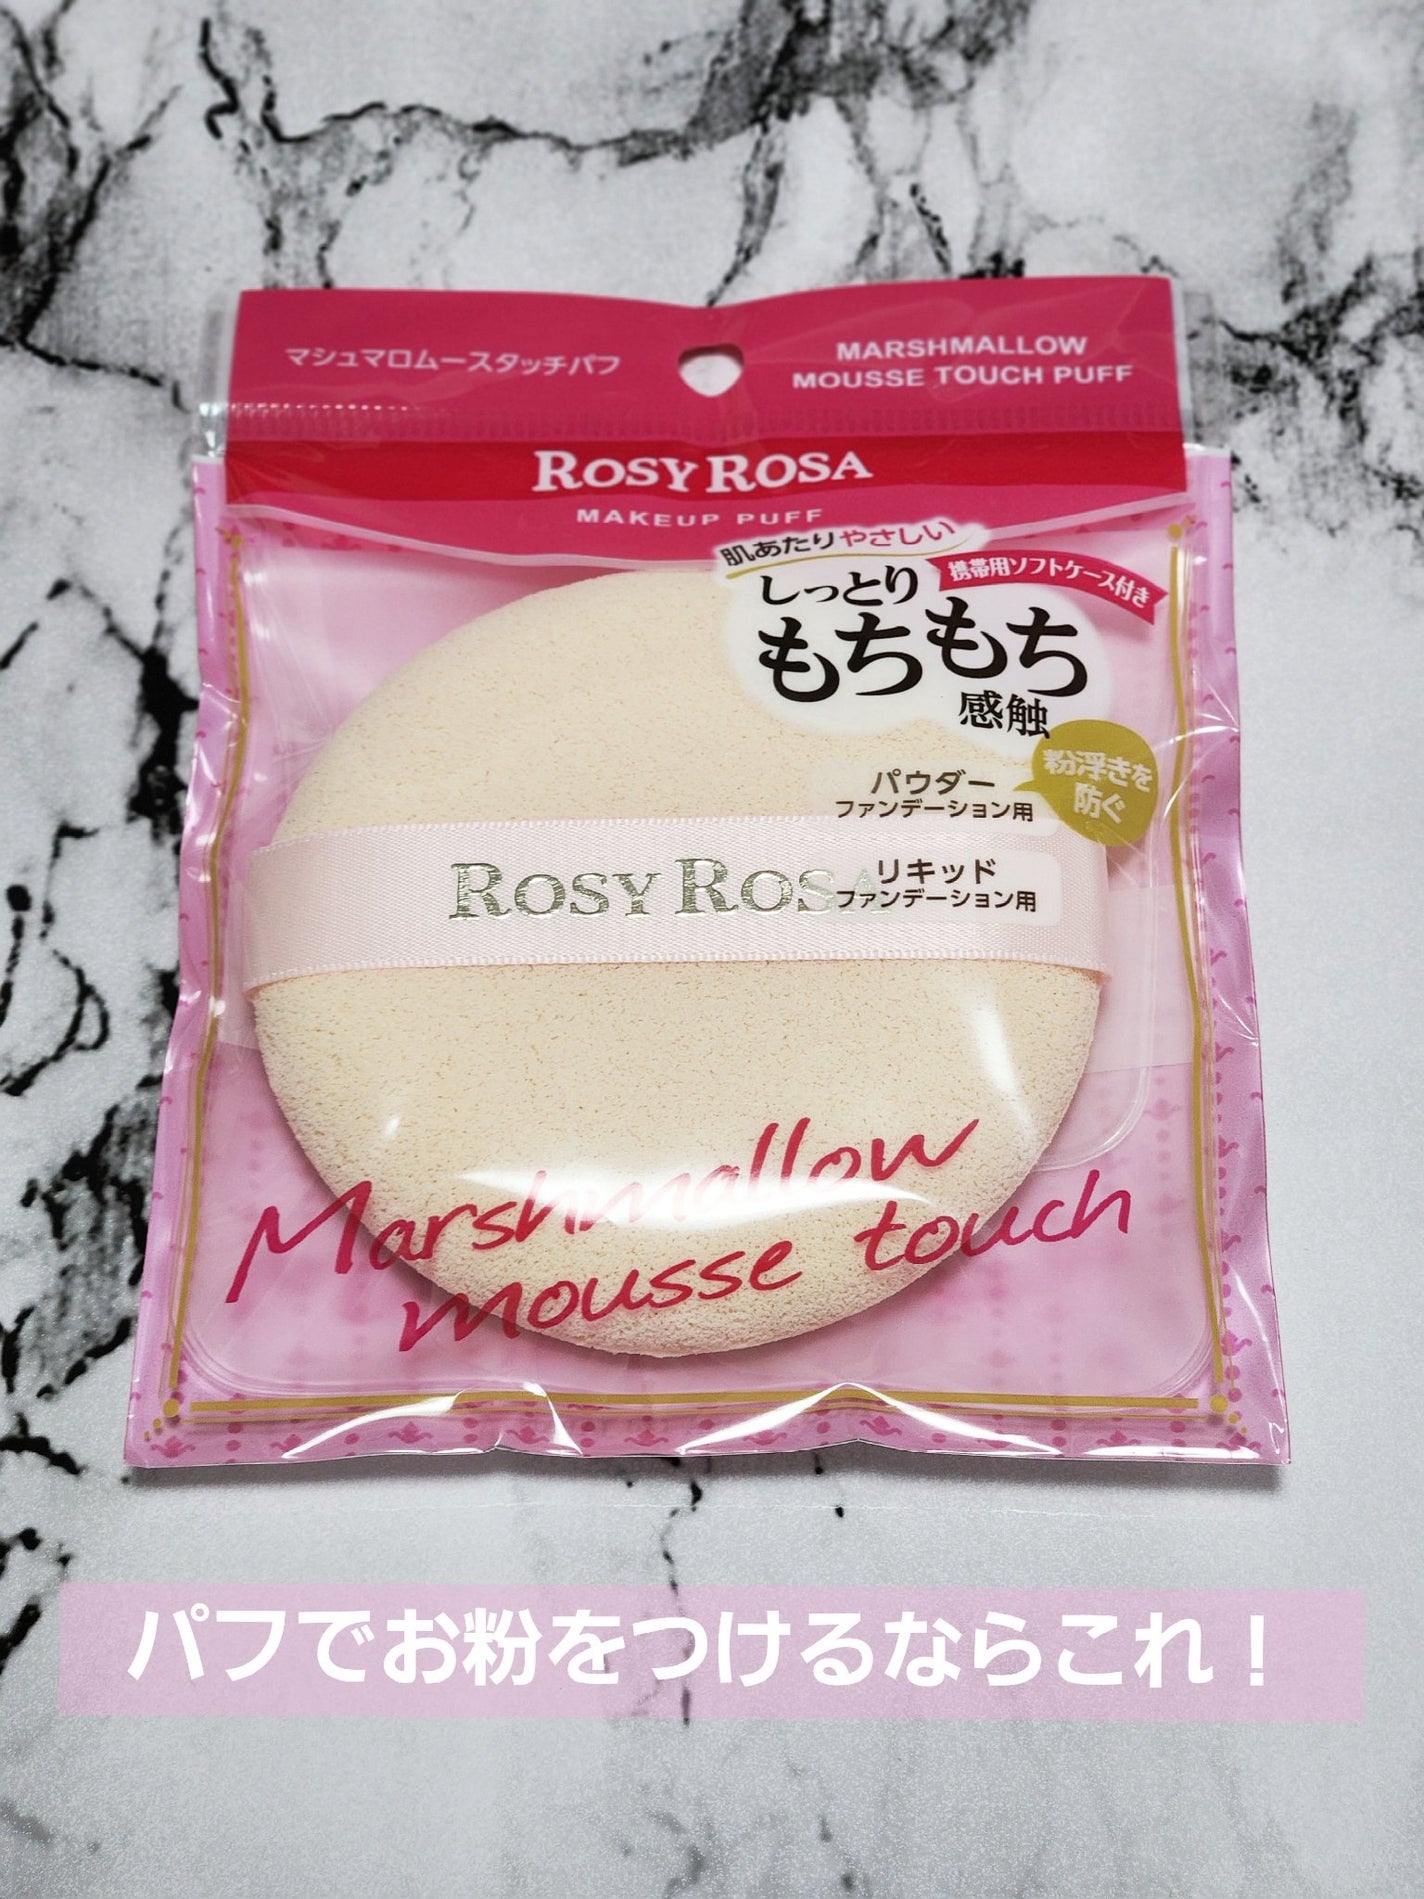 マシュマロムースタッチパフ
MARSHMALLOW
MOUSSE TOUCH PUFF
ROSY ROSA
MAKEUP PUFF
肌あたりやさしい
携帯用ソフトケース付き
しっとり
もちもち
感触
粉浮きを
防ぐ
パウダー
ファンデーション用
リキッド
ファンデーション用
ROSY ROSA
Marshmallow
mousse touch
パフでお粉をつけるならこれ！